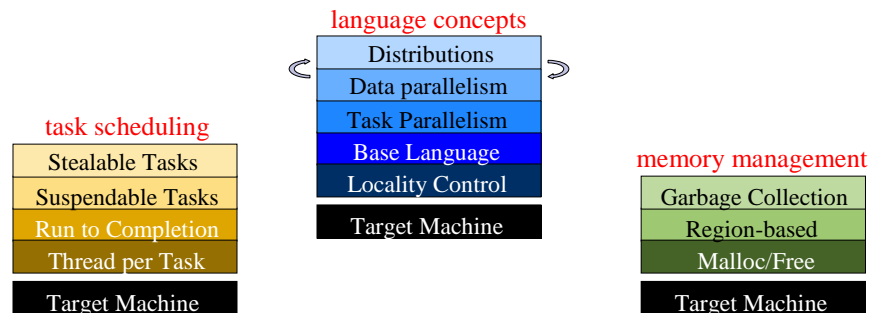 language concepts
Distributions
Data parallelism
Task Parallelism
Base Language
Locality Control
Target Machine
task scheduling
Stealable Tasks
Suspendable Tasks
Run to Completion
Thread per Task
Target Machine
memory management
Garbage Collection
Region-based
Malloc/Free
Target Machine